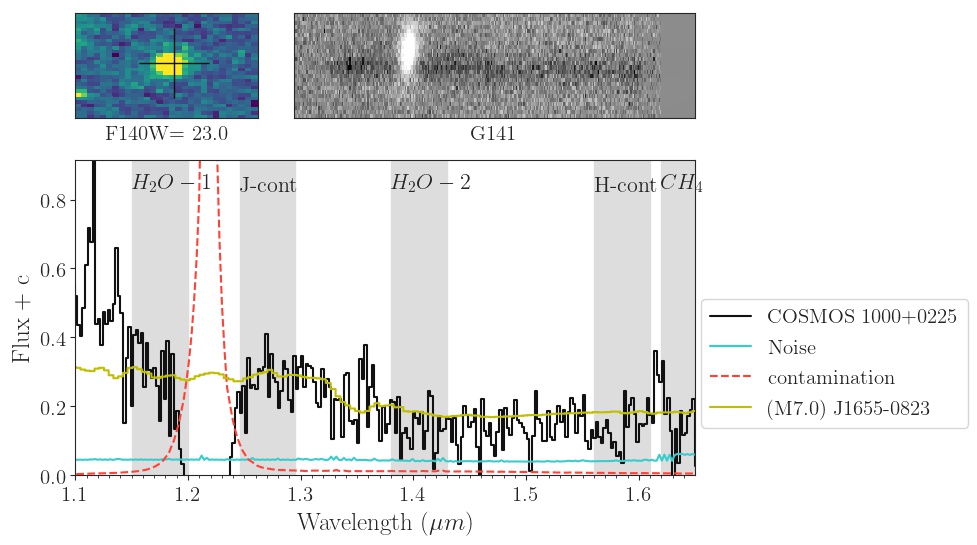 F140W= 23.0
G141
H₂O − 1
J-cont
H₂O − 2
H-cont
CH₄
Flux + c
0.8
0.6
0.4
0.2
0.0
1.1
1.2
1.3
1.4
1.5
1.6
Wavelength (μm)
COSMOS 1000+0225
Noise
contamination
(M7.0) J1655-0823